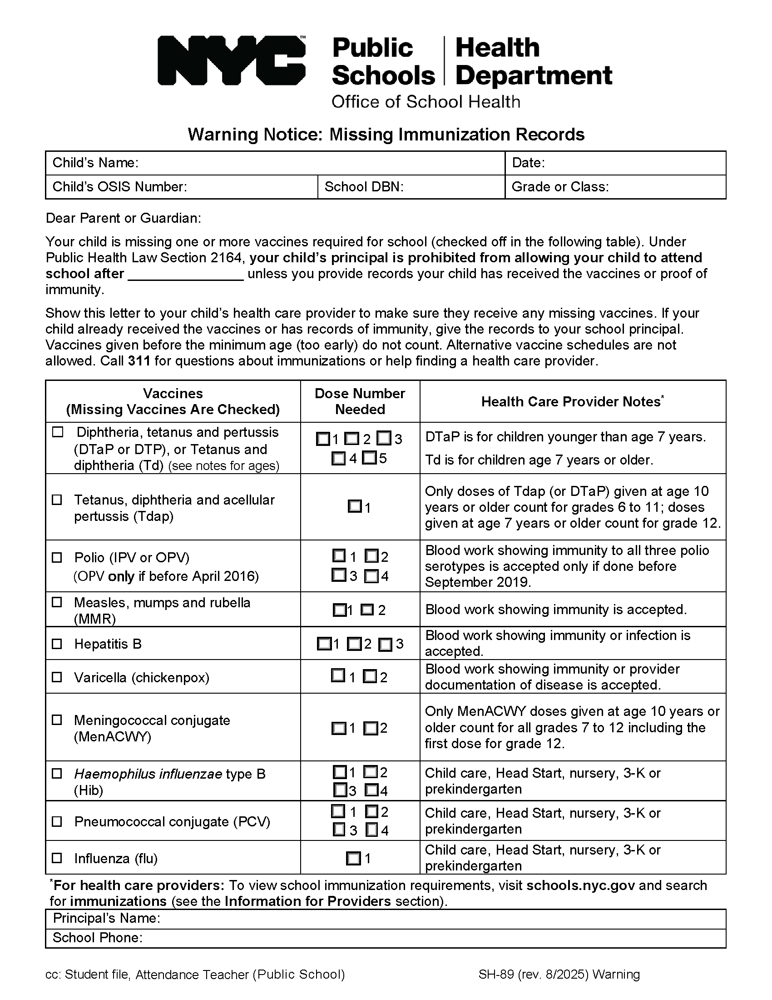 NYC™
Public Schools | Health Department
Office of School Health
Warning Notice: Missing Immunization Records
Child's Name:
Date:
Child's OSIS Number:
School DBN:
Grade or Class:
Dear Parent or Guardian:
Your child is missing one or more vaccines required for school (checked off in the following table). Under
Public Health Law Section 2164, your child's principal is prohibited from allowing your child to attend
school after _______________ unless you provide records your child has received the vaccines or proof of
immunity.
Show this letter to your child's health care provider to make sure they receive any missing vaccines. If your
child already received the vaccines or has records of immunity, give the records to your school principal.
Vaccines given before the minimum age (too early) do not count. Alternative vaccine schedules are not
allowed. Call 311 for questions about immunizations or help finding a health care provider.
Vaccines
(Missing Vaccines Are Checked)
Dose Number
Needed
Health Care Provider Notes*
☐ Diphtheria, tetanus and pertussis
(DTaP or DTP), or Tetanus and
diphtheria (Td) (see notes for ages)
☐ 1 ☐ 2 ☐ 3
☐ 4 ☐ 5
DTaP is for children younger than age 7 years.
Td is for children age 7 years or older.
☐ Tetanus, diphtheria and acellular
pertussis (Tdap)
☐ 1
Only doses of Tdap (or DTaP) given at age 10
years or older count for grades 6 to 11; doses
given at age 7 years or older count for grade 12.
☐ Polio (IPV or OPV)
(OPV only if before April 2016)
☐ 1 ☐ 2
☐ 3 ☐ 4
Blood work showing immunity to all three polio
serotypes is accepted only if done before
September 2019.
☐ Measles, mumps and rubella
(MMR)
☐ 1 ☐ 2
Blood work showing immunity is accepted.
☐ Hepatitis B
☐ 1 ☐ 2 ☐ 3
Blood work showing immunity or infection is
accepted.
☐ Varicella (chickenpox)
☐ 1 ☐ 2
Blood work showing immunity or provider
documentation of disease is accepted.
☐ Meningococcal conjugate
(MenACWY)
☐ 1 ☐ 2
Only MenACWY doses given at age 10 years or
older count for all grades 7 to 12 including the
first dose for grade 12.
☐ Haemophilus influenzae type B
(Hib)
☐ 1 ☐ 2
☐ 3 ☐ 4
Child care, Head Start, nursery, 3-K or
prekindergarten
☐ Pneumococcal conjugate (PCV)
☐ 1 ☐ 2
☐ 3 ☐ 4
Child care, Head Start, nursery, 3-K or
prekindergarten
☐ Influenza (flu)
☐ 1
Child care, Head Start, nursery, 3-K or
prekindergarten
*For health care providers: To view school immunization requirements, visit schools.nyc.gov and search
for immunizations (see the Information for Providers section).
Principal's Name:
School Phone:
cc: Student file, Attendance Teacher (Public School)
SH-89 (rev. 8/2025) Warning